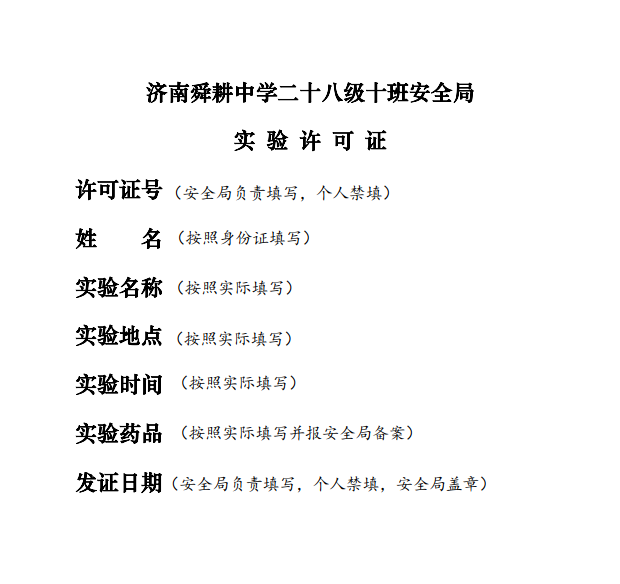 济南舜耕中学二十八级十班安全局
实 验 许 可 证
许可证号（安全局负责填写，个人禁填）
姓　　名（按照身份证填写）
实验名称（按照实际填写）
实验地点（按照实际填写）
实验时间（按照实际填写）
实验药品（按照实际填写并报安全局备案）
发证日期（安全局负责填写，个人禁填，安全局盖章）